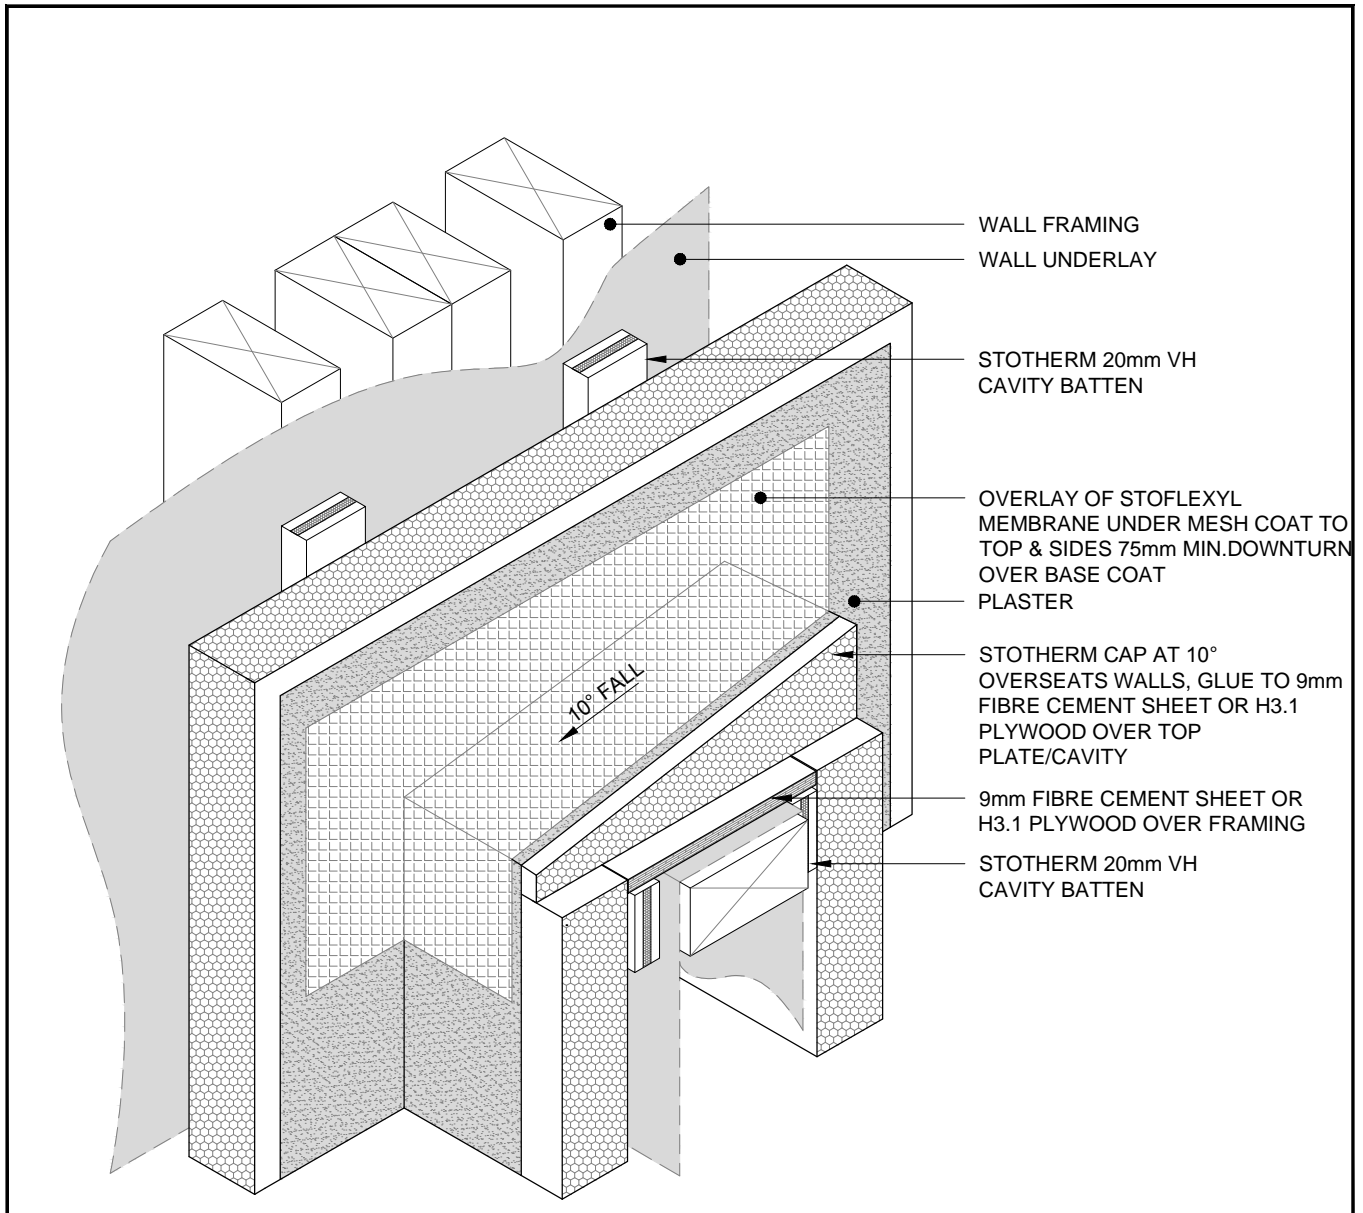 WALL FRAMING
WALL UNDERLAY
STOTHERM 20mm VH
CAVITY BATTEN
OVERLAY OF STOFLEXYL
MEMBRANE UNDER MESH COAT TO
TOP & SIDES 75mm MIN.DOWNTURN
OVER BASE COAT
PLASTER
STOTHERM CAP AT 10°
OVERSEATS WALLS, GLUE TO 9mm
FIBRE CEMENT SHEET OR H3.1
PLYWOOD OVER TOP
PLATE/CAVITY
10° FALL
9mm FIBRE CEMENT SHEET OR
H3.1 PLYWOOD OVER FRAMING
STOTHERM 20mm VH
CAVITY BATTEN